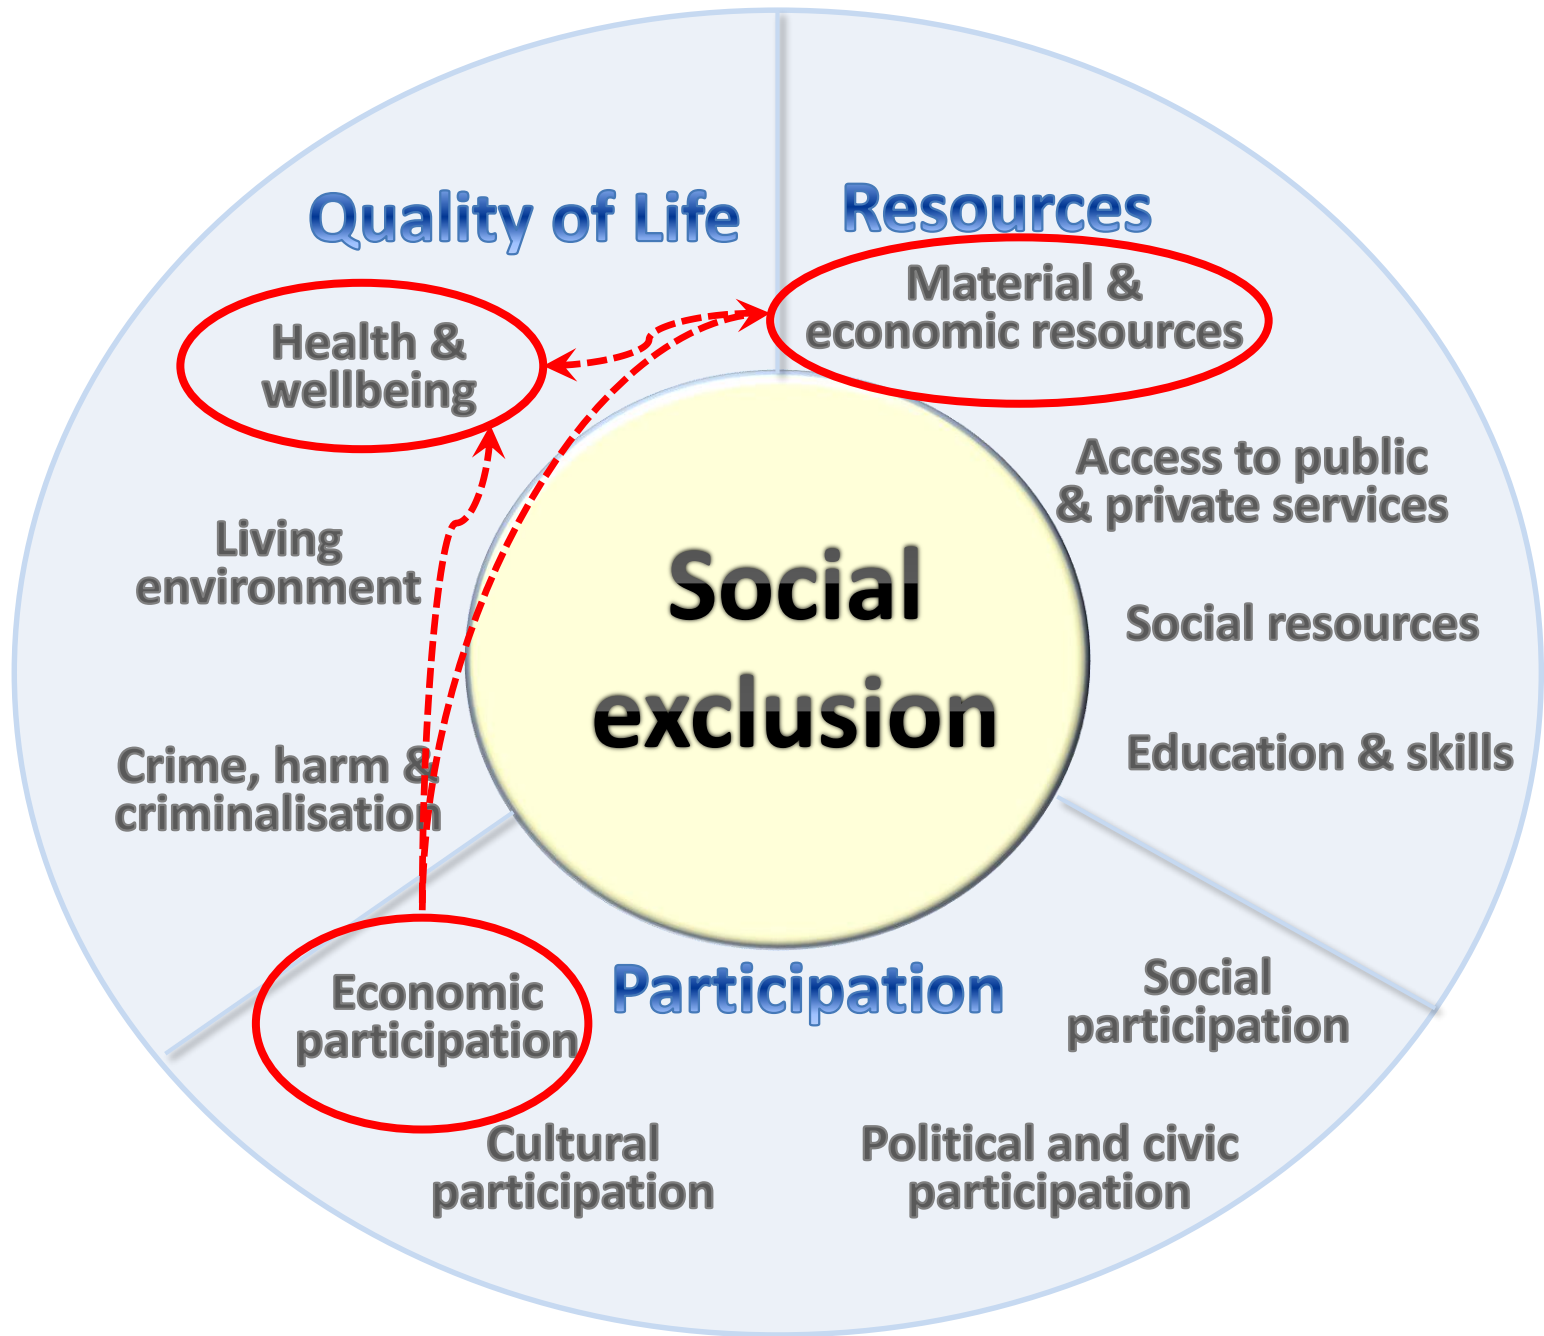 Quality of Life
Health &
wellbeing
Living
environment
Crime, harm &
criminalisation
Resources
Material &
economic resources
Access to public
& private services
Social resources
Education & skills
Social
exclusion
Participation
Economic
participation
Social
participation
Cultural
participation
Political and civic
participation